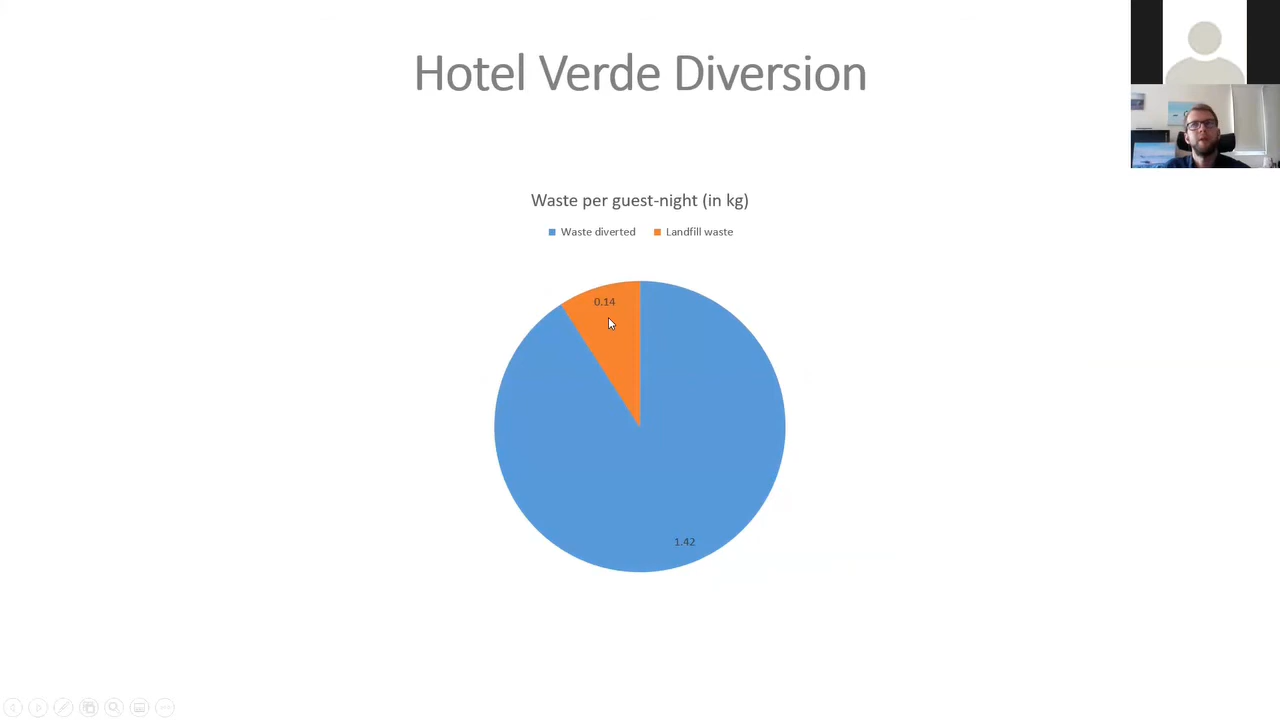 Hotel Verde Diversion
Waste per guest-night (in kg)
Waste diverted Landfill waste
0.14
1.42